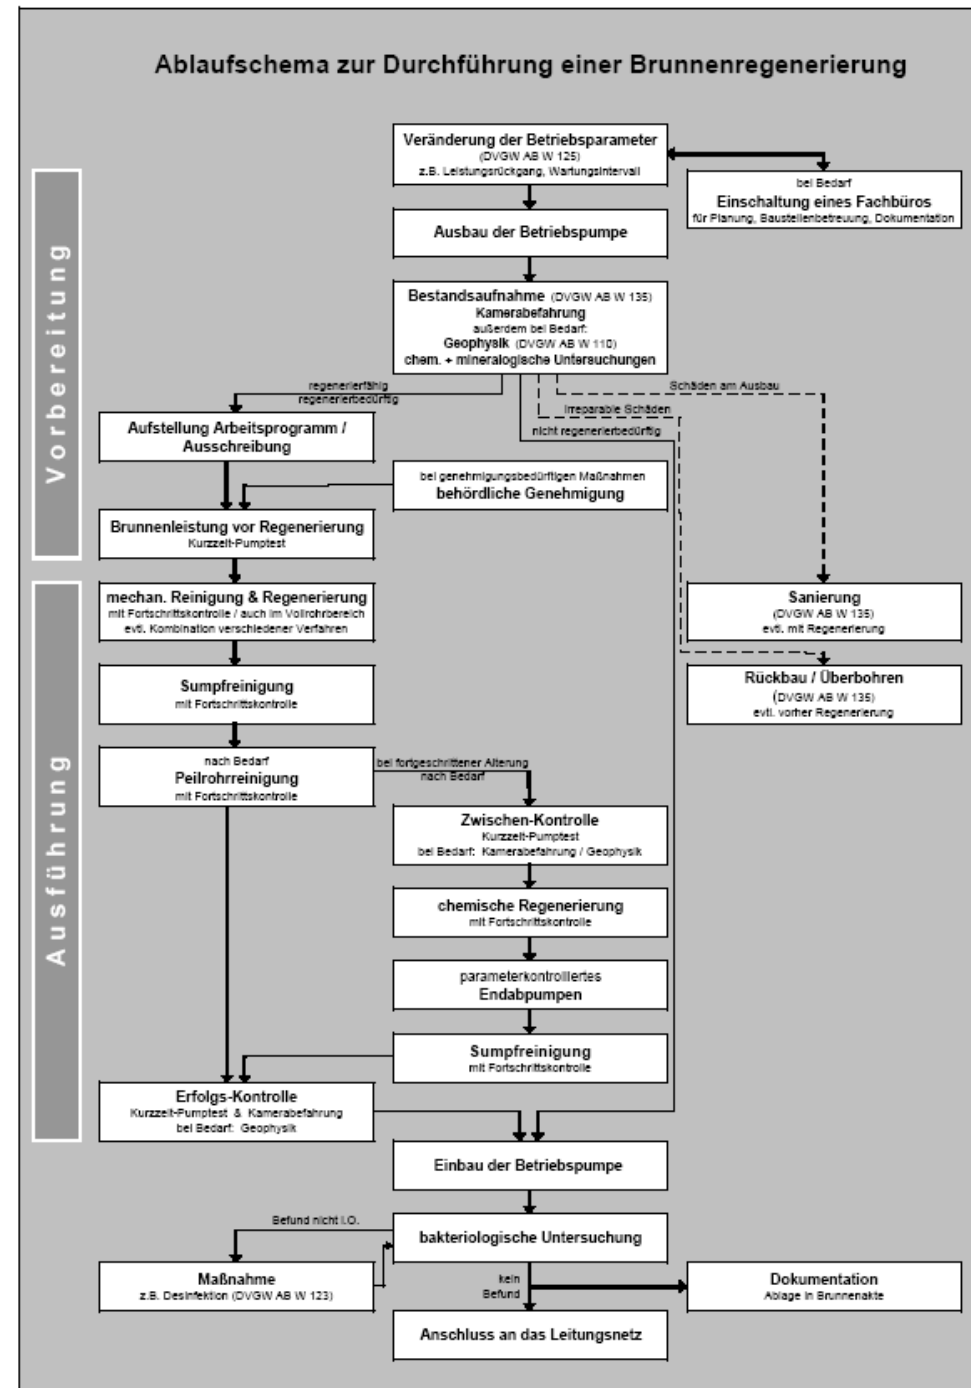 Ablaufschema zur Durchführung einer Brunnenregenerierung
Vorbereitung
Veränderung der Betriebsparameter
(DVGW AB W 125)
z.B. Leistungsrückgang, Wartungsintervall
bei Bedarf
Einschaltung eines Fachbüros
für Planung, Baustellenbetreuung, Dokumentation
Ausbau der Betriebspumpe
Bestandsaufnahme (DVGW AB W 135)
Kamerabefahrung
außerdem bei Bedarf:
Geophysik (DVGW AB W 110)
chem. + mineralogische Untersuchungen
regenerierfähig
regenerierbedürftig
Schäden am Ausbau
Irreparable Schäden
nicht regenerierbedürftig
Aufstellung Arbeitsprogramm /
Ausschreibung
bei genehmigungsbedürftigen Maßnahmen
behördliche Genehmigung
Brunnenleistung vor Regenerierung
Kurzzeit-Pumptest
Ausführung
mechan. Reinigung & Regenerierung
mit Fortschrittskontrolle / auch im Vollrohrbereich
evtl. Kombination verschiedener Verfahren
Sanierung
(DVGW AB W 135)
evtl. mit Regenerierung
Sumpfreinigung
mit Fortschrittskontrolle
Rückbau / Überbohren
(DVGW AB W 135)
evtl. vorher Regenerierung
nach Bedarf
Peilrohrreinigung
mit Fortschrittskontrolle
bei fortgeschrittener Alterung
nach Bedarf
Zwischen-Kontrolle
Kurzzeit-Pumptest
bei Bedarf: Kamerabefahrung / Geophysik
chemische Regenerierung
mit Fortschrittskontrolle
parameterkontrolliertes
Endabpumpen
Sumpfreinigung
mit Fortschrittskontrolle
Erfolgs-Kontrolle
Kurzzeit-Pumptest & Kamerabefahrung
bei Bedarf: Geophysik
Einbau der Betriebspumpe
Befund nicht i.O.
bakteriologische Untersuchung
Maßnahme
z.B. Desinfektion (DVGW AB W 123)
kein
Befund
Dokumentation
Ablage in Brunnenakte
Anschluss an das Leitungsnetz